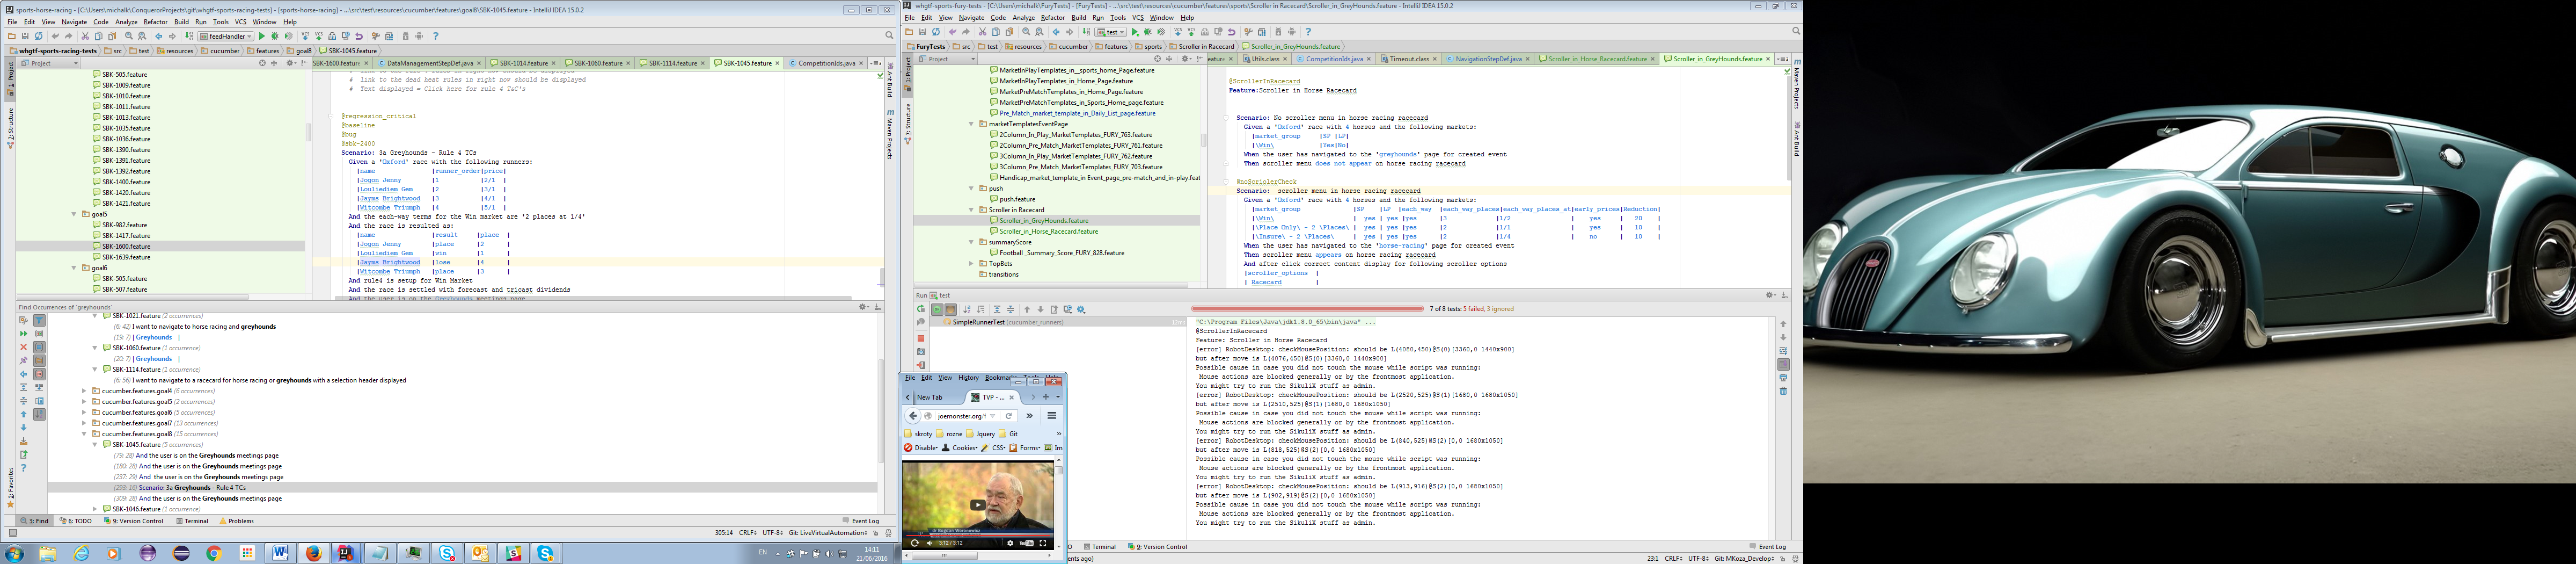 sports-horse-racing - [C:\Users\michalk\ConquerorProjects\git\whgtf-sports-racing-tests] - [sports-horse-racing] - ...\src\test\resources\cucumber\features\goal8\SBK-1045.feature - IntelliJ IDEA 15.0.2
File Edit View Navigate Code Analyze Refactor Build Run Tools VCS Window Help
feedHandler
whgtf-sports-racing-tests src test resources cucumber features goal8 SBK-1045.feature
Project
SBK-1600.feature DataManagementStepDef.java SBK-1014.feature SBK-1060.feature SBK-1114.feature SBK-1045.feature CompetitionIds.java
SBK-505.feature
SBK-1009.feature
SBK-1010.feature
SBK-1011.feature
SBK-1013.feature
SBK-1035.feature
SBK-1036.feature
SBK-1390.feature
SBK-1391.feature
SBK-1392.feature
SBK-1400.feature
SBK-1420.feature
SBK-1421.feature
goal5
SBK-982.feature
SBK-1417.feature
SBK-1600.feature
SBK-1639.feature
goal6
SBK-505.feature
SBK-507.feature
# link to the dead heat rules in right now should be displayed
# Text displayed = Click here for rule 4 T&C's
@regression_critical
@baseline
@bug
@sbk-2400
Scenario: 3a Greyhounds - Rule 4 TCs
Given a 'Oxford' race with the following runners:
|name |runner_order|price|
|Jogon Jenny |1 |2/1 |
|Louliediem Gem |2 |3/1 |
|Jayms Brightwood |3 |4/1 |
|Witcombe Triumph |4 |5/1 |
And the each-way terms for the Win market are '2 places at 1/4'
And the race is resulted as:
|name |result |place |
|Jogon Jenny |place |2 |
|Louliediem Gem |win |1 |
|Jayms Brightwood |lose |4 |
|Witcombe Triumph |place |3 |
And rule4 is setup for Win Market
And the race is settled with forecast and tricast dividends
And the user is on the Greyhounds meetings page
Find Occurrences of 'greyhounds'
SBK-1021.feature (2 occurrences)
(6: 42) I want to navigate to horse racing and greyhounds
(19: 7) | Greyhounds |
SBK-1060.feature (1 occurrence)
(20: 7) | Greyhounds |
SBK-1114.feature (1 occurrence)
(6: 56) I want to navigate to a racecard for horse racing or greyhounds with a selection header displayed
cucumber.features.goal4 (6 occurrences)
cucumber.features.goal5 (2 occurrences)
cucumber.features.goal6 (5 occurrences)
cucumber.features.goal7 (13 occurrences)
cucumber.features.goal8 (15 occurrences)
SBK-1045.feature (5 occurrences)
(79: 28) And the user is on the Greyhounds meetings page
(180: 28) And the user is on the Greyhounds meetings page
(237: 29) And the user is on the Greyhounds meetings page
(293: 16) Scenario: 3a Greyhounds - Rule 4 TCs
(309: 28) And the user is on the Greyhounds meetings page
SBK-1046.feature (1 occurrence)
3: Find 6: TODO 9: Version Control Terminal Problems Event Log
305:14 CRLF UTF-8 Git: LiveVirtualAutomation
EN 14:11
21/06/2016
1: Project
2: Structure
2: Favorites
Ant Build
Maven Projects
whgtf-sports-fury-tests - [C:\Users\michalk\FuryTests] - [FuryTests] - ...\src\test\resources\cucumber\features\sports\Scroller in Racecard\Scroller_in_GreyHounds.feature - IntelliJ IDEA 15.0.2
File Edit View Navigate Code Analyze Refactor Build Run Tools VCS Window Help
test
FuryTests src test resources cucumber features sports Scroller in Racecard Scroller_in_GreyHounds.feature
Project
Utils.class CompetitionIds.java Timeout.class NavigationStepDef.java Scroller_in_Horse_Racecard.feature Scroller_in_GreyHounds.feature
MarketInPlayTemplates_in__sports_home_Page.feature
MarketInPlayTemplates_in_Home_Page.feature
MarketPreMatchTemplates_in_Home_Page.feature
MarketPreMatchTemplates_in_Sports_Home_page.feature
Pre_Match_market_template_in_Daily_List_page.feature
marketTemplatesEventPage
2Column_In_Play_MarketTemplates_FURY_763.feature
2Column_Pre_Match_MarketTemplates_FURY_761.feature
3Column_In_Play_MarketTemplates_FURY_762.feature
3Column_Pre_Match_MarketTemplates_FURY_703.feature
Handicap_market_template_in Event_page_pre-match_and_in-play.feat
push
push.feature
Scroller in Racecard
Scroller_in_GreyHounds.feature
Scroller_in_Horse_Racecard.feature
summaryScore
Football _Summary_Score_FURY_828.feature
TopBets
transitions
@ScrollerInRacecard
Feature:Scroller in Horse Racecard
Scenario: No scroller menu in horse racing racecard
Given a 'Oxford' race with 4 horses and the following markets:
|market_group |SP |LP|
|\Win\ |Yes|No|
When the user has navigated to the 'greyhounds' page for created event
Then scroller menu does not appear on horse racing racecard
@noScriolerCheck
Scenario: scroller menu in horse racing racecard
Given a 'Oxford' race with 4 horses and the following markets:
|market_group |SP |LP |each_way |each_way_places|each_way_places_at|early_prices|Reduction|
|\Win\ | yes | yes |yes |3 |1/2 | yes | 20 |
|\Place Only\ - 2 \Places\ | yes | yes |yes |2 |1/1 | yes | 10 |
|\Insure\ - 2 \Places\ | yes | yes |yes |2 |1/4 | no | 10 |
When the user has navigated to the 'horse-racing' page for created event
Then scroller menu appears on horse racing racecard
And after click correct content display for following scroller options
|scroller_options |
| Racecard |
Run test
7 of 8 tests: 5 failed, 3 ignored
SimpleRunnerTest (cucumber_runners)
"C:\Program Files\Java\jdk1.8.0_65\bin\java" ...
@ScrollerInRacecard
Feature: Scroller in Horse Racecard
[error] RobotDesktop: checkMousePosition: should be L(4080,450)@S(0)[3360,0 1440x900]
but after move is L(4076,450)@S(0)[3360,0 1440x900]
Possible cause in case you did not touch the mouse while script was running:
Mouse actions are blocked generally or by the frontmost application.
You might try to run the SikuliX stuff as admin.
[error] RobotDesktop: checkMousePosition: should be L(2520,525)@S(1)[1680,0 1680x1050]
but after move is L(2510,525)@S(1)[1680,0 1680x1050]
Possible cause in case you did not touch the mouse while script was running:
Mouse actions are blocked generally or by the frontmost application.
You might try to run the SikuliX stuff as admin.
[error] RobotDesktop: checkMousePosition: should be L(840,525)@S(2)[0,0 1680x1050]
but after move is L(818,525)@S(2)[0,0 1680x1050]
Possible cause in case you did not touch the mouse while script was running:
Mouse actions are blocked generally or by the frontmost application.
You might try to run the SikuliX stuff as admin.
[error] RobotDesktop: checkMousePosition: should be L(913,916)@S(2)[0,0 1680x1050]
but after move is L(902,919)@S(2)[0,0 1680x1050]
Possible cause in case you did not touch the mouse while script was running:
Mouse actions are blocked generally or by the frontmost application.
You might try to run the SikuliX stuff as admin.
Terminal 9: Version Control Event Log
23:1 CRLF UTF-8 Git: MKoza_Develop
Maven Projects
Ant Build
File Edit View History Bookmarks
New Tab TVP - ...
joemonster.org/
skroty rozne Jquery Git
Disable Cookies CSS Forms Im
3:12 / 3:12 YouTube